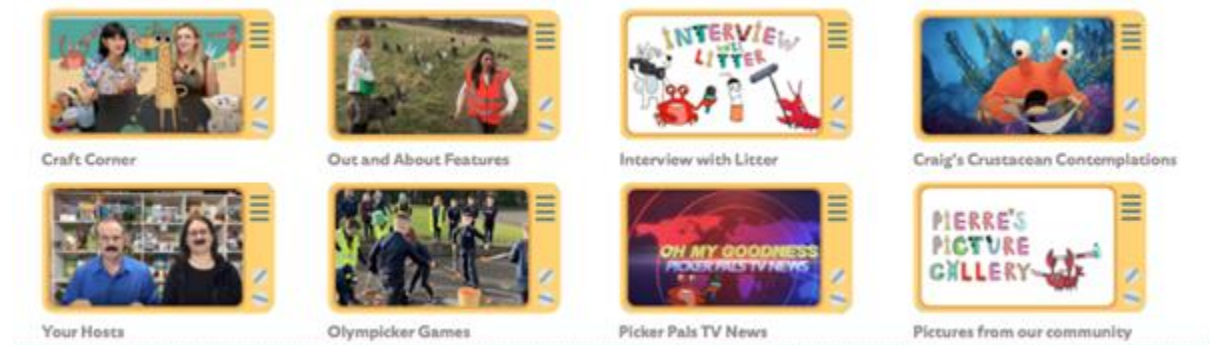 INTERVIEW
WITH
LITTER
Craft Corner
Out and About Features
Interview with Litter
Craig's Crustacean Contemplations
OH MY GOODNESS
PICKER PALS TV NEWS
PIERRE'S
PICTURE
GALLERY
Your Hosts
Olympicker Games
Picker Pals TV News
Pictures from our community